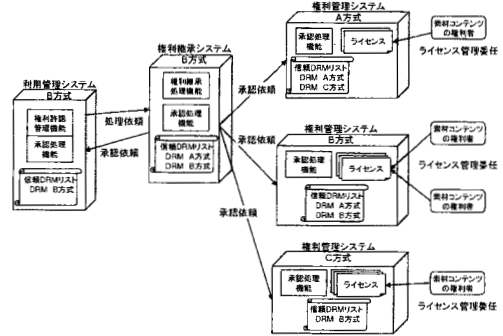 利用管理システム
B方式
権利許諾
管理機能
承認処理
機能
信頼DRMリスト
DRM B方式
処理依頼
承認依頼
権利継承システム
B方式
権利継承
処理機能
承認処理
機能
信頼DRMリスト
DRM A方式
DRM B方式
承認依頼
承認依頼
承認依頼
権利管理システム
A方式
承認処理
機能
ライセンス
信頼DRMリスト
DRM A方式
DRM C方式
素材コンテンツ
の権利者
ライセンス管理委任
権利管理システム
B方式
承認処理
機能
ライセンス
信頼DRMリスト
DRM A方式
DRM B方式
素材コンテンツ
の権利者
ライセンス管理委任
素材コンテンツ
の権利者
権利管理システム
C方式
承認処理
機能
ライセンス
信頼DRMリスト
DRM B方式
素材コンテンツ
の権利者
ライセンス管理委任